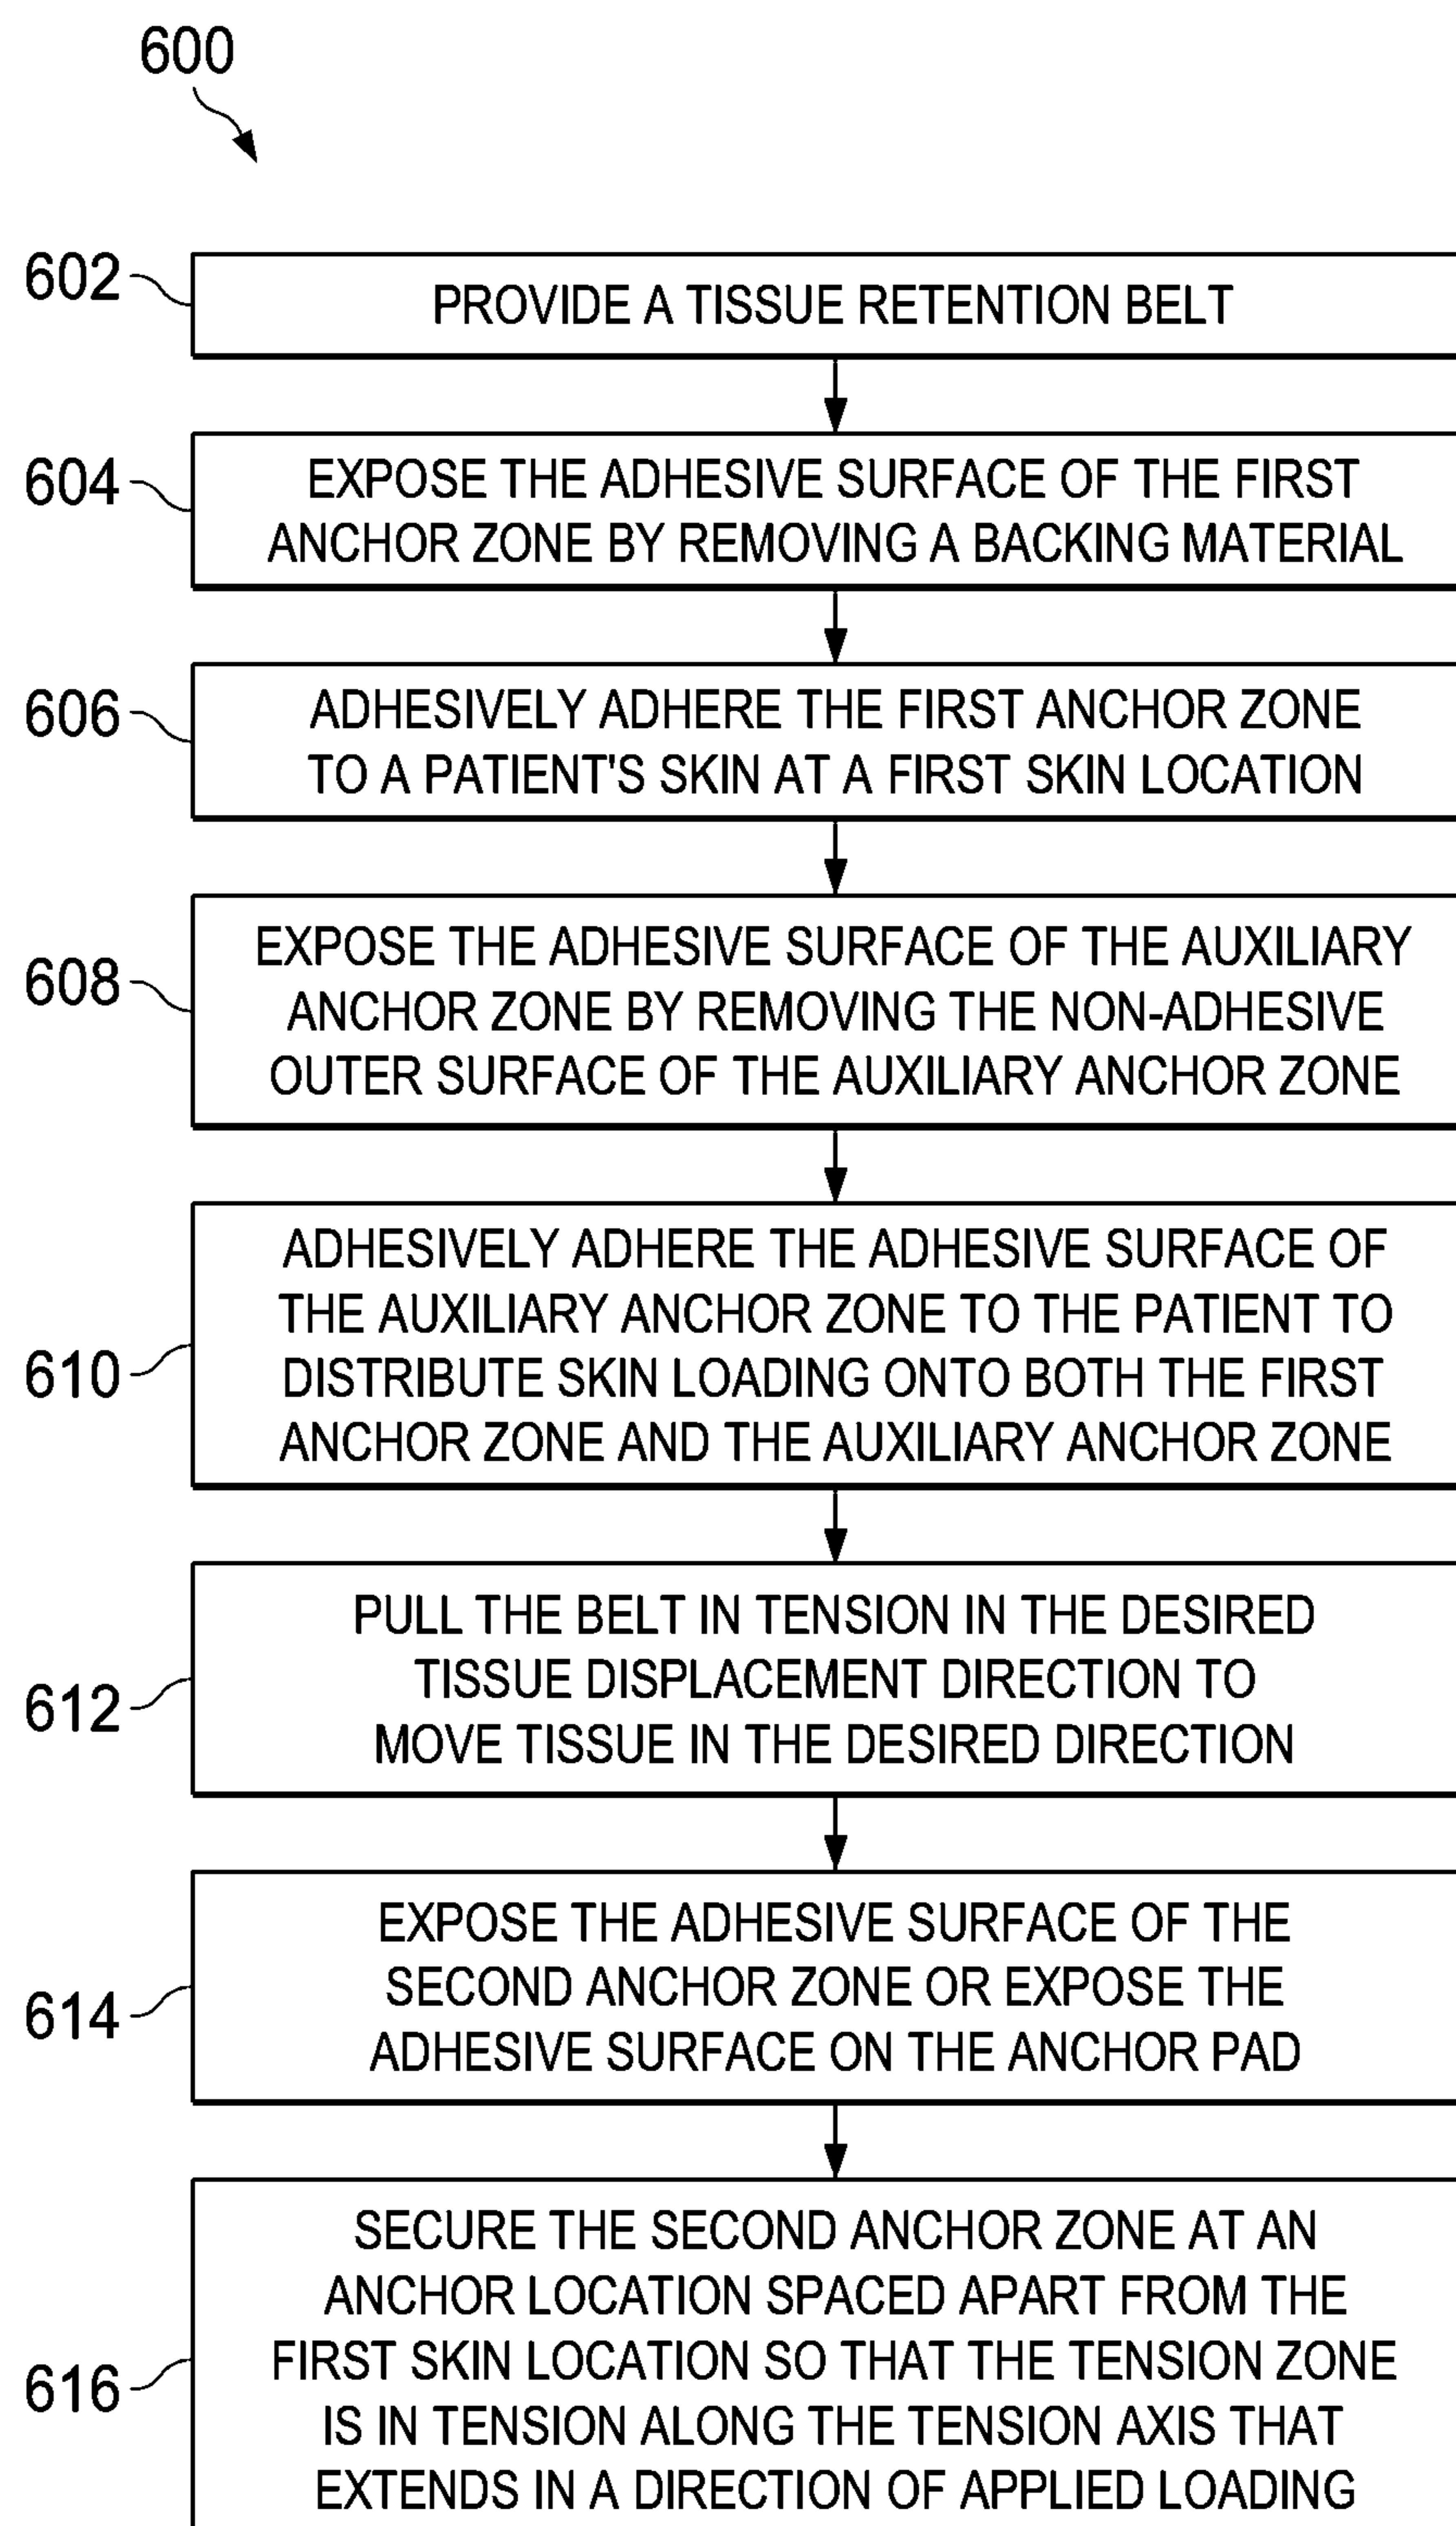 600
602
PROVIDE A TISSUE RETENTION BELT
604
EXPOSE THE ADHESIVE SURFACE OF THE FIRST
ANCHOR ZONE BY REMOVING A BACKING MATERIAL
606
ADHESIVELY ADHERE THE FIRST ANCHOR ZONE
TO A PATIENT'S SKIN AT A FIRST SKIN LOCATION
608
EXPOSE THE ADHESIVE SURFACE OF THE AUXILIARY
ANCHOR ZONE BY REMOVING THE NON-ADHESIVE
OUTER SURFACE OF THE AUXILIARY ANCHOR ZONE
610
ADHESIVELY ADHERE THE ADHESIVE SURFACE OF
THE AUXILIARY ANCHOR ZONE TO THE PATIENT TO
DISTRIBUTE SKIN LOADING ONTO BOTH THE FIRST
ANCHOR ZONE AND THE AUXILIARY ANCHOR ZONE
612
PULL THE BELT IN TENSION IN THE DESIRED
TISSUE DISPLACEMENT DIRECTION TO
MOVE TISSUE IN THE DESIRED DIRECTION
614
EXPOSE THE ADHESIVE SURFACE OF THE
SECOND ANCHOR ZONE OR EXPOSE THE
ADHESIVE SURFACE ON THE ANCHOR PAD
616
SECURE THE SECOND ANCHOR ZONE AT AN
ANCHOR LOCATION SPACED APART FROM THE
FIRST SKIN LOCATION SO THAT THE TENSION ZONE
IS IN TENSION ALONG THE TENSION AXIS THAT
EXTENDS IN A DIRECTION OF APPLIED LOADING